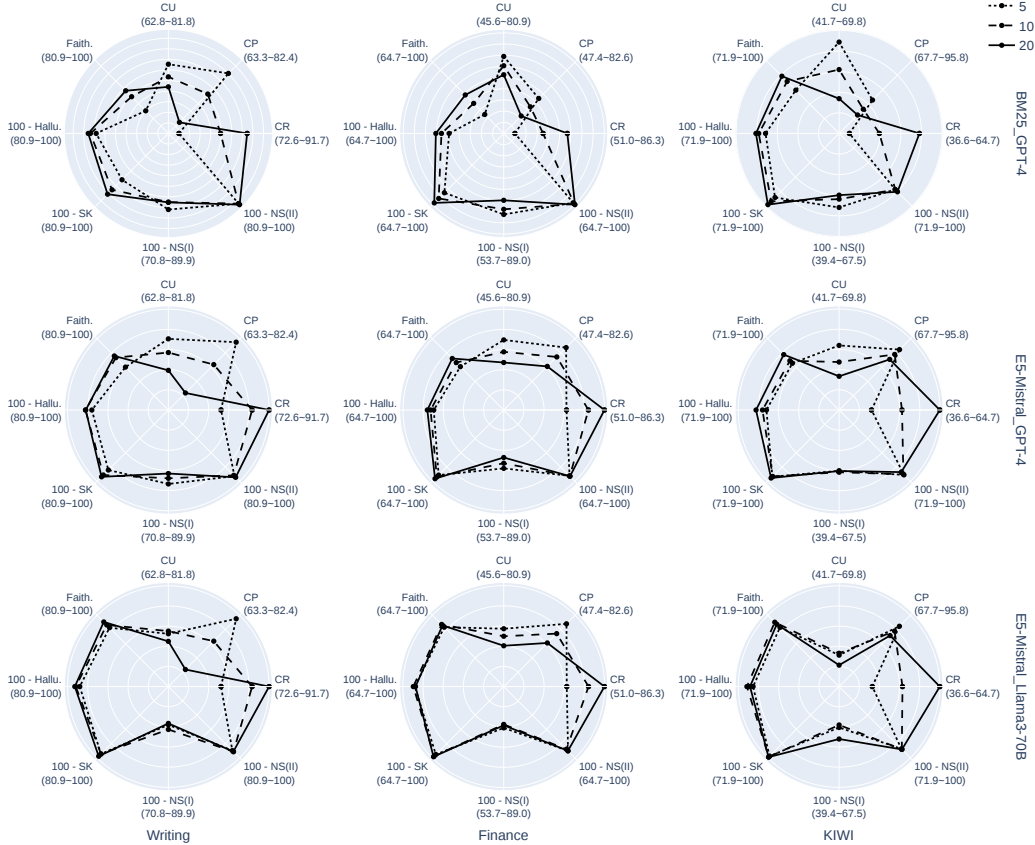 5
10
20
CU
(62.8−81.8)
CP
(63.3−82.4)
CR
(72.6−91.7)
100 - NS(II)
(80.9−100)
100 - NS(I)
(70.8−89.9)
100 - SK
(80.9−100)
100 - Hallu.
(80.9−100)
Faith.
(80.9−100)
CU
(45.6−80.9)
CP
(47.4−82.6)
CR
(51.0−86.3)
100 - NS(II)
(64.7−100)
100 - NS(I)
(53.7−89.0)
100 - SK
(64.7−100)
100 - Hallu.
(64.7−100)
Faith.
(64.7−100)
CU
(41.7−69.8)
CP
(67.7−95.8)
CR
(36.6−64.7)
100 - NS(II)
(71.9−100)
100 - NS(I)
(39.4−67.5)
100 - SK
(71.9−100)
100 - Hallu.
(71.9−100)
Faith.
(71.9−100)
BM25_GPT-4
CU
(62.8−81.8)
CP
(63.3−82.4)
CR
(72.6−91.7)
100 - NS(II)
(80.9−100)
100 - NS(I)
(70.8−89.9)
100 - SK
(80.9−100)
100 - Hallu.
(80.9−100)
Faith.
(80.9−100)
CU
(45.6−80.9)
CP
(47.4−82.6)
CR
(51.0−86.3)
100 - NS(II)
(64.7−100)
100 - NS(I)
(53.7−89.0)
100 - SK
(64.7−100)
100 - Hallu.
(64.7−100)
Faith.
(64.7−100)
CU
(41.7−69.8)
CP
(67.7−95.8)
CR
(36.6−64.7)
100 - NS(II)
(71.9−100)
100 - NS(I)
(39.4−67.5)
100 - SK
(71.9−100)
100 - Hallu.
(71.9−100)
Faith.
(71.9−100)
E5-Mistral_GPT-4
CU
(62.8−81.8)
CP
(63.3−82.4)
CR
(72.6−91.7)
100 - NS(II)
(80.9−100)
100 - NS(I)
(70.8−89.9)
100 - SK
(80.9−100)
100 - Hallu.
(80.9−100)
Faith.
(80.9−100)
CU
(45.6−80.9)
CP
(47.4−82.6)
CR
(51.0−86.3)
100 - NS(II)
(64.7−100)
100 - NS(I)
(53.7−89.0)
100 - SK
(64.7−100)
100 - Hallu.
(64.7−100)
Faith.
(64.7−100)
CU
(41.7−69.8)
CP
(67.7−95.8)
CR
(36.6−64.7)
100 - NS(II)
(71.9−100)
100 - NS(I)
(39.4−67.5)
100 - SK
(71.9−100)
100 - Hallu.
(71.9−100)
Faith.
(71.9−100)
E5-Mistral_Llama3-70B
Writing
Finance
KIWI